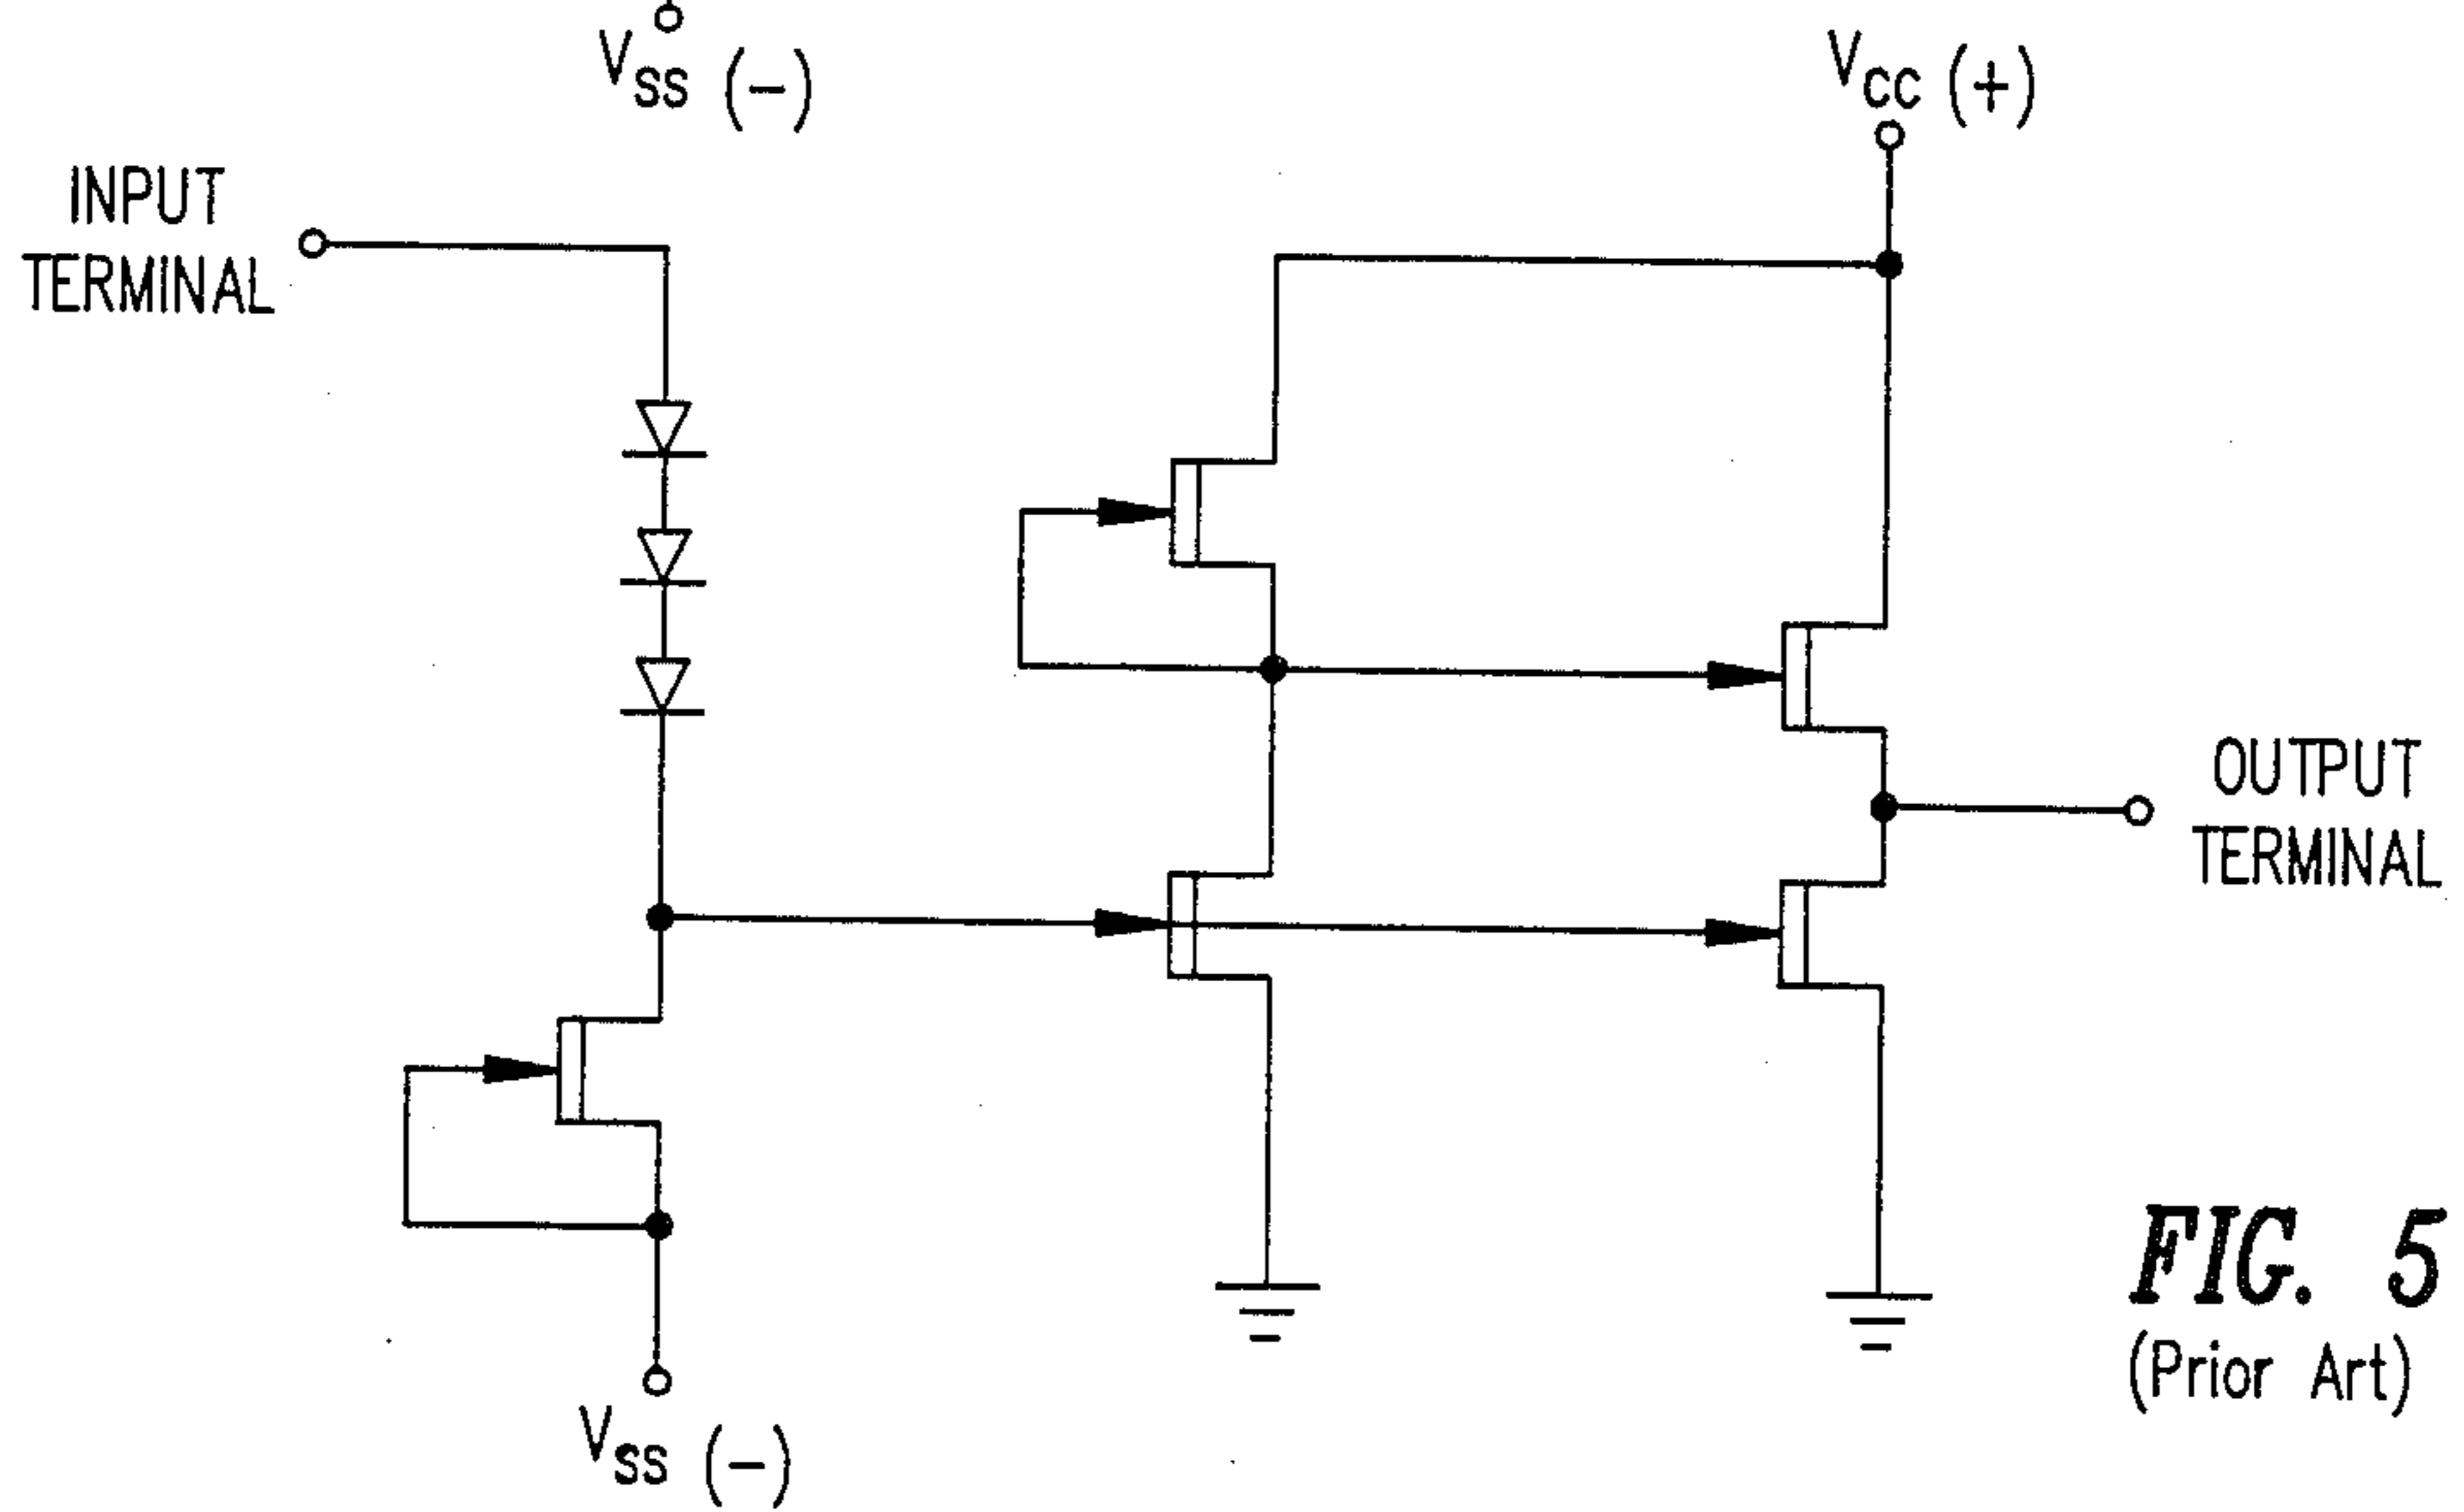 VSS (-)
VCC (+)
INPUT
TERMINAL
OUTPUT
TERMINAL
VSS (-)
FIG. 5
(Prior Art)